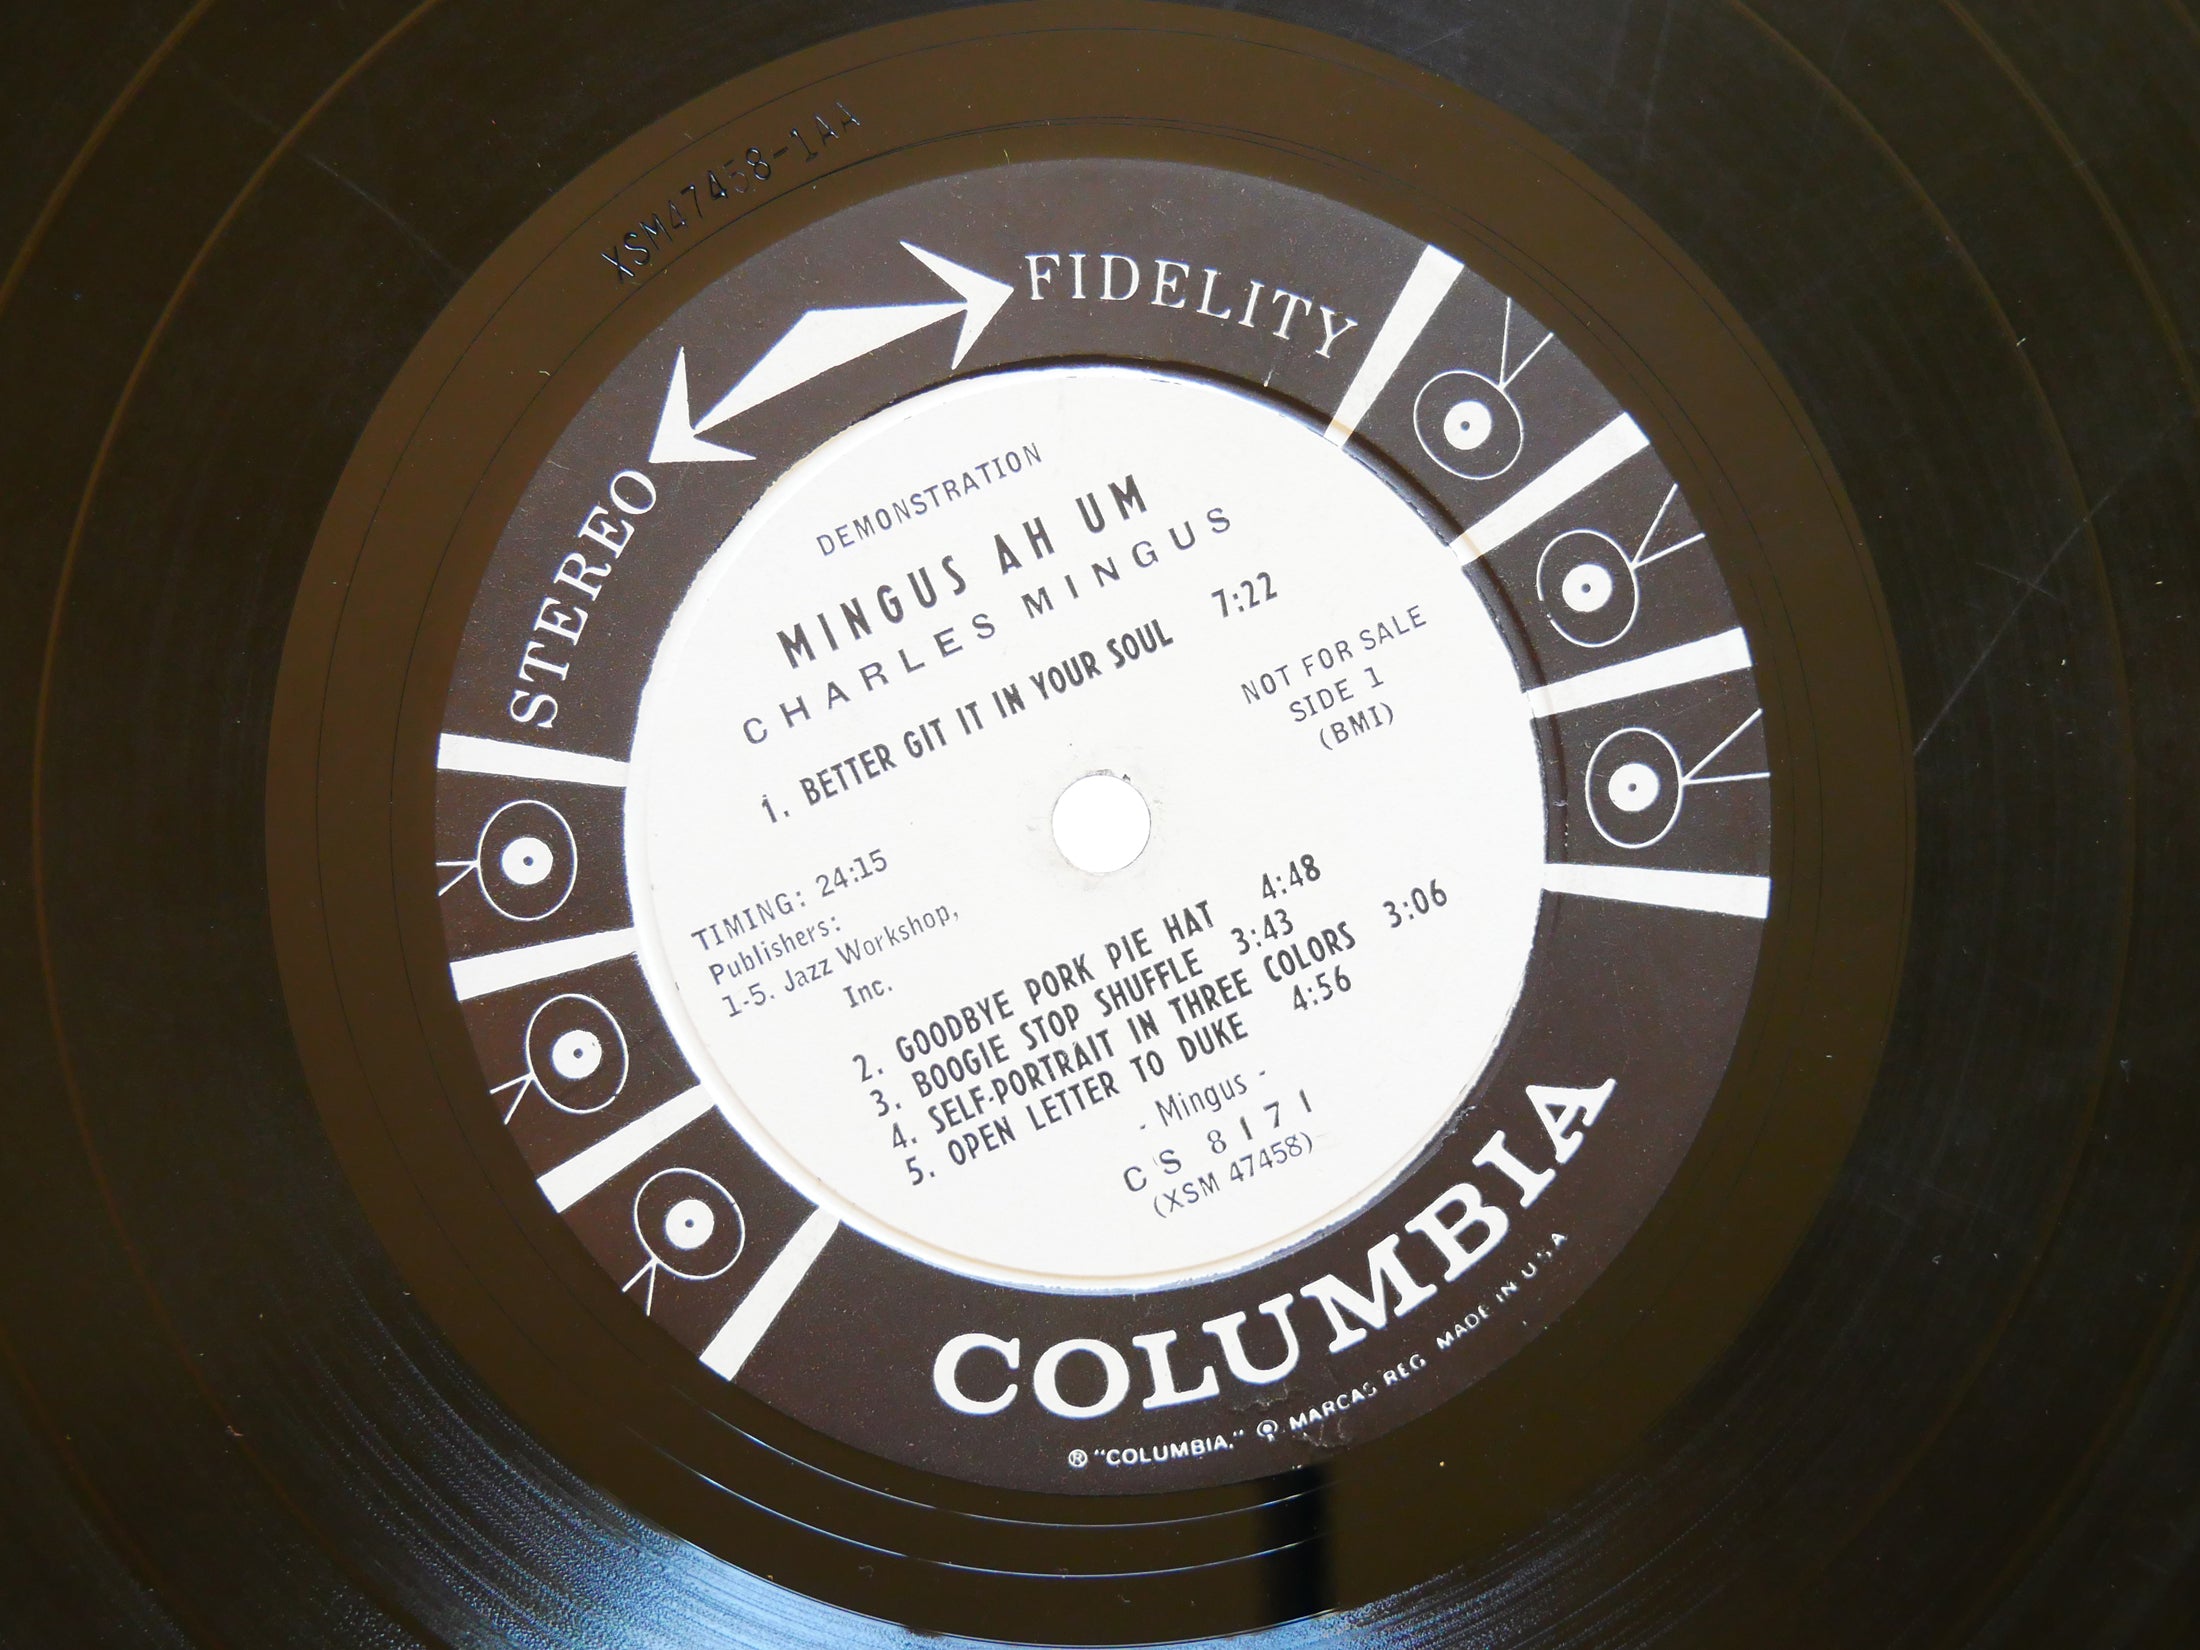 XSM47458-1AA
STEREO FIDELITY
DEMONSTRATION
MINGUS AH UM
CHARLES MINGUS
1. BETTER GIT IT IN YOUR SOUL 7:22
NOT FOR SALE
SIDE 1
(BMI)
TIMING: 24:15
Publishers:
1-5. Jazz Workshop,
Inc.
2. GOODBYE PORK PIE HAT 4:48
3. BOOGIE STOP SHUFFLE 3:43
4. SELF-PORTRAIT IN THREE COLORS 3:06
5. OPEN LETTER TO DUKE 4:56
- Mingus -
CS 8171
(XSM 47458)
COLUMBIA
® "COLUMBIA," MARCAS REG MADE IN U.S.A